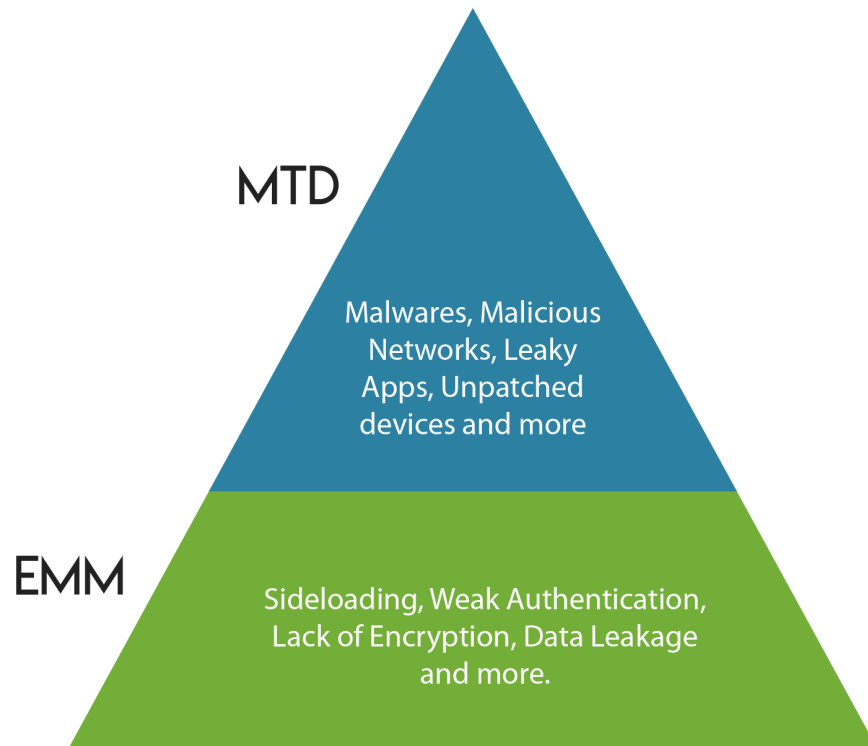 MTD
Malwares, Malicious
Networks, Leaky
Apps, Unpatched
devices and more
EMM
Sideloading, Weak Authentication,
Lack of Encryption, Data Leakage
and more.